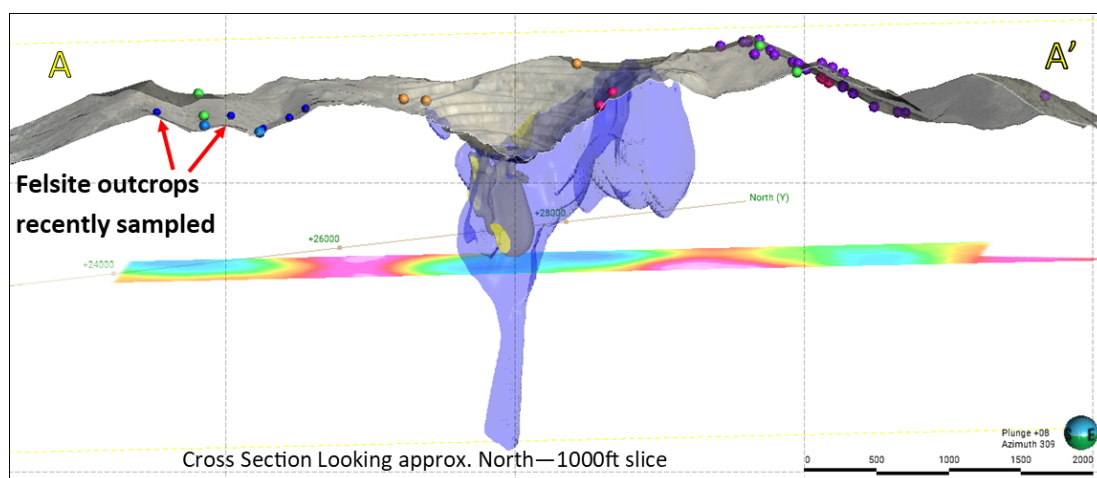 A
A’
Felsite outcrops
recently sampled
North (Y)
+28000
+26000
+24000
Plunge +08
Azimuth 309
E
0 500 1000 1500 2000
Cross Section Looking approx. North—1000ft slice